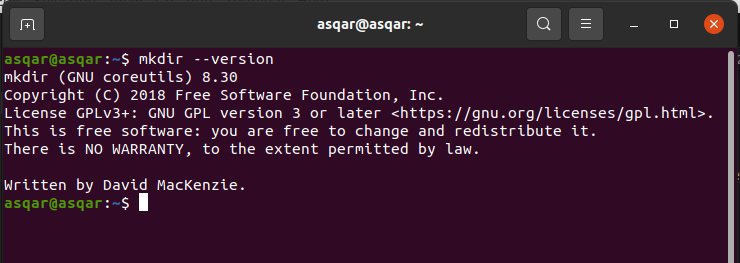 asqar@asqar: ~
asqar@asqar:~$ mkdir --version
mkdir (GNU coreutils) 8.30
Copyright (C) 2018 Free Software Foundation, Inc.
License GPLv3+: GNU GPL version 3 or later <https://gnu.org/licenses/gpl.html>.
This is free software: you are free to change and redistribute it.
There is NO WARRANTY, to the extent permitted by law.

Written by David MacKenzie.
asqar@asqar:~$